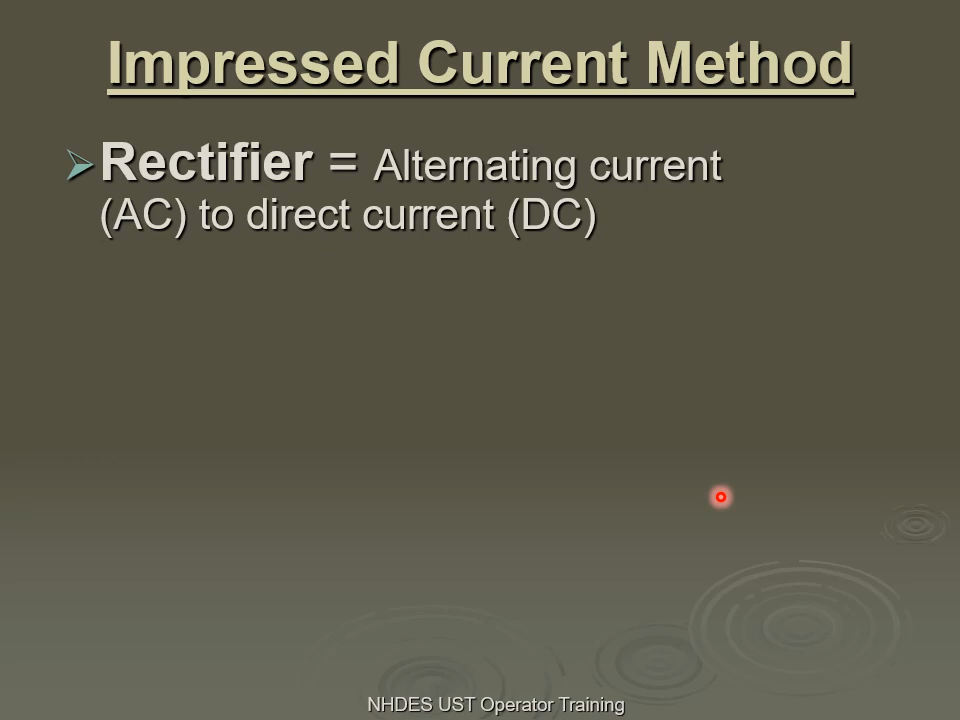 Impressed Current Method
Rectifier = Alternating current
(AC) to direct current (DC)
NHDES UST Operator Training